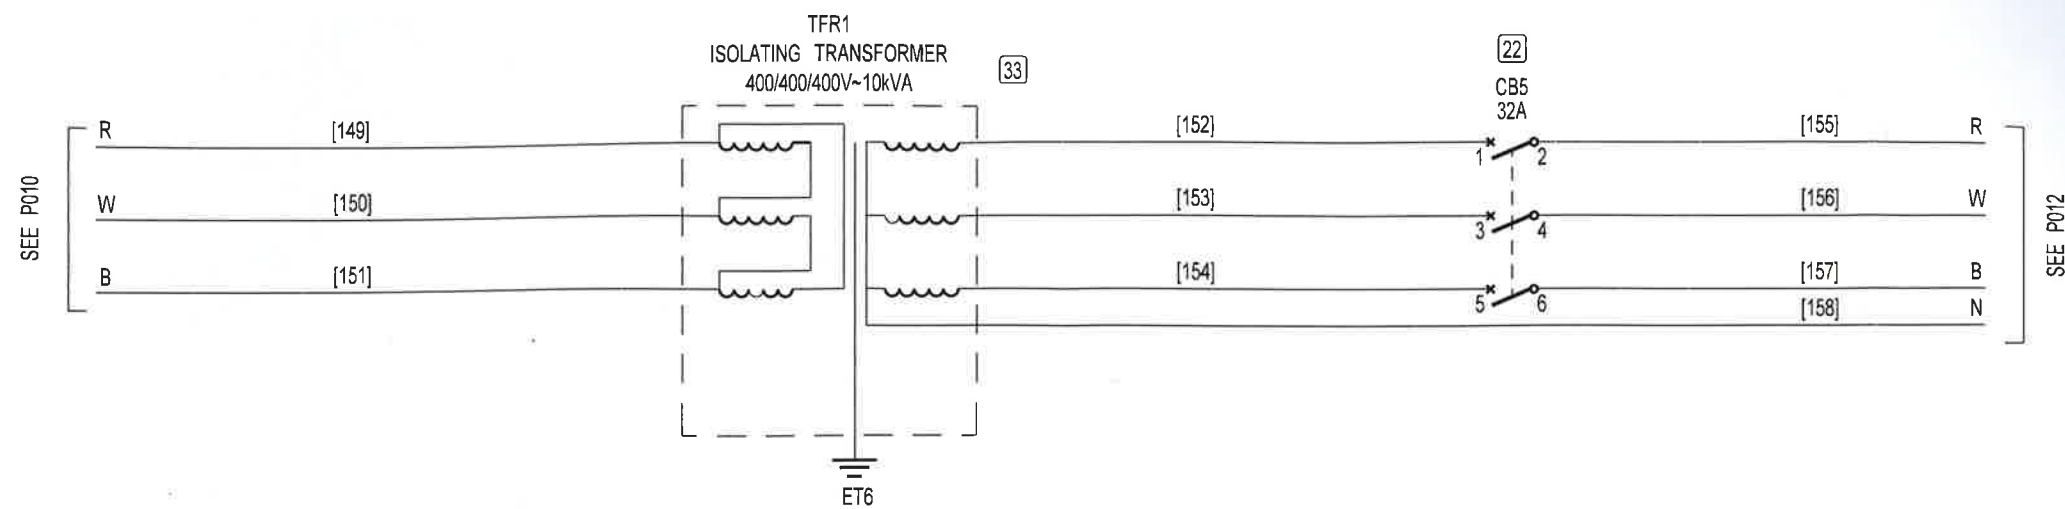 TFR1
ISOLATING TRANSFORMER
400/400/400V~10kVA
33
22
CB5
32A
SEE P010
R
[149]
[152]
1
2
[155]
R
W
[150]
[153]
3
4
[156]
W
B
[151]
[154]
5
6
[157]
B
[158]
N
SEE P012
ET6